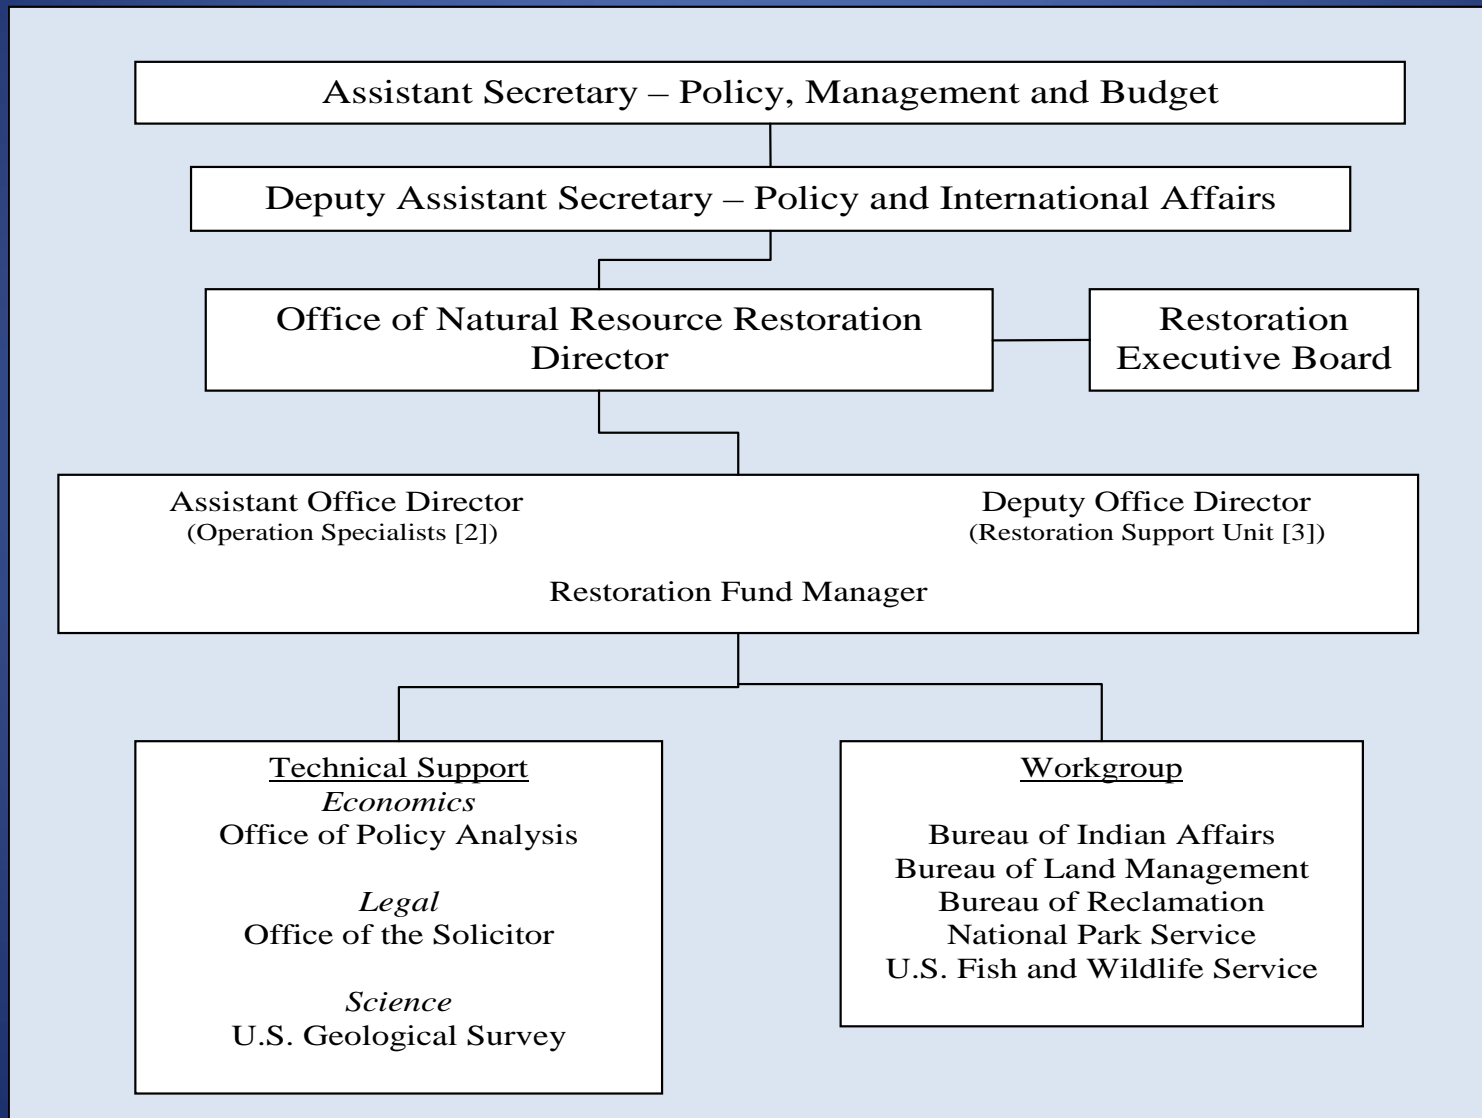 Assistant Secretary – Policy, Management and Budget
Deputy Assistant Secretary – Policy and International Affairs
Office of Natural Resource Restoration
Director
Restoration
Executive Board
Assistant Office Director
(Operation Specialists [2])
Deputy Office Director
(Restoration Support Unit [3])
Restoration Fund Manager
Technical Support
Economics
Office of Policy Analysis
Legal
Office of the Solicitor
Science
U.S. Geological Survey
Workgroup
Bureau of Indian Affairs
Bureau of Land Management
Bureau of Reclamation
National Park Service
U.S. Fish and Wildlife Service